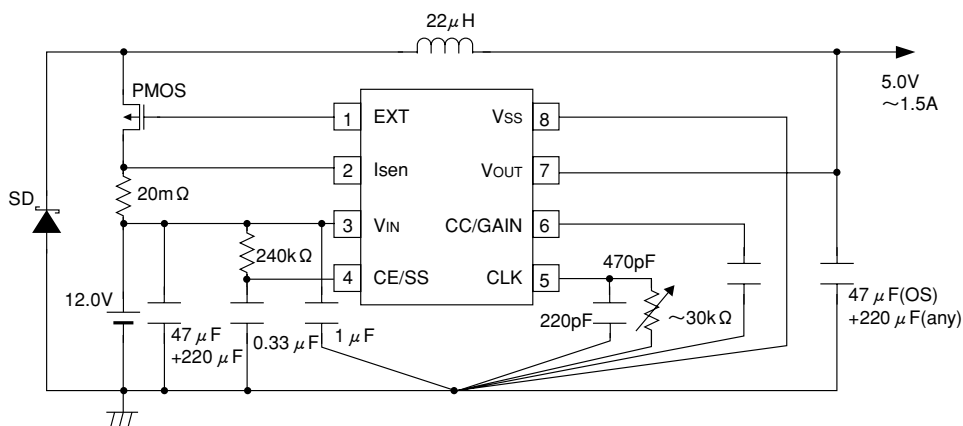 22μH
5.0V
～1.5A
PMOS
1 EXT
VSS 8
2 Isen
VOUT 7
SD
20mΩ
3 VIN
CC/GAIN 6
240kΩ
4 CE/SS
CLK 5
470pF
12.0V
47μF
+220μF
0.33μF
1μF
220pF
～30kΩ
47μF(OS)
+220μF(any)